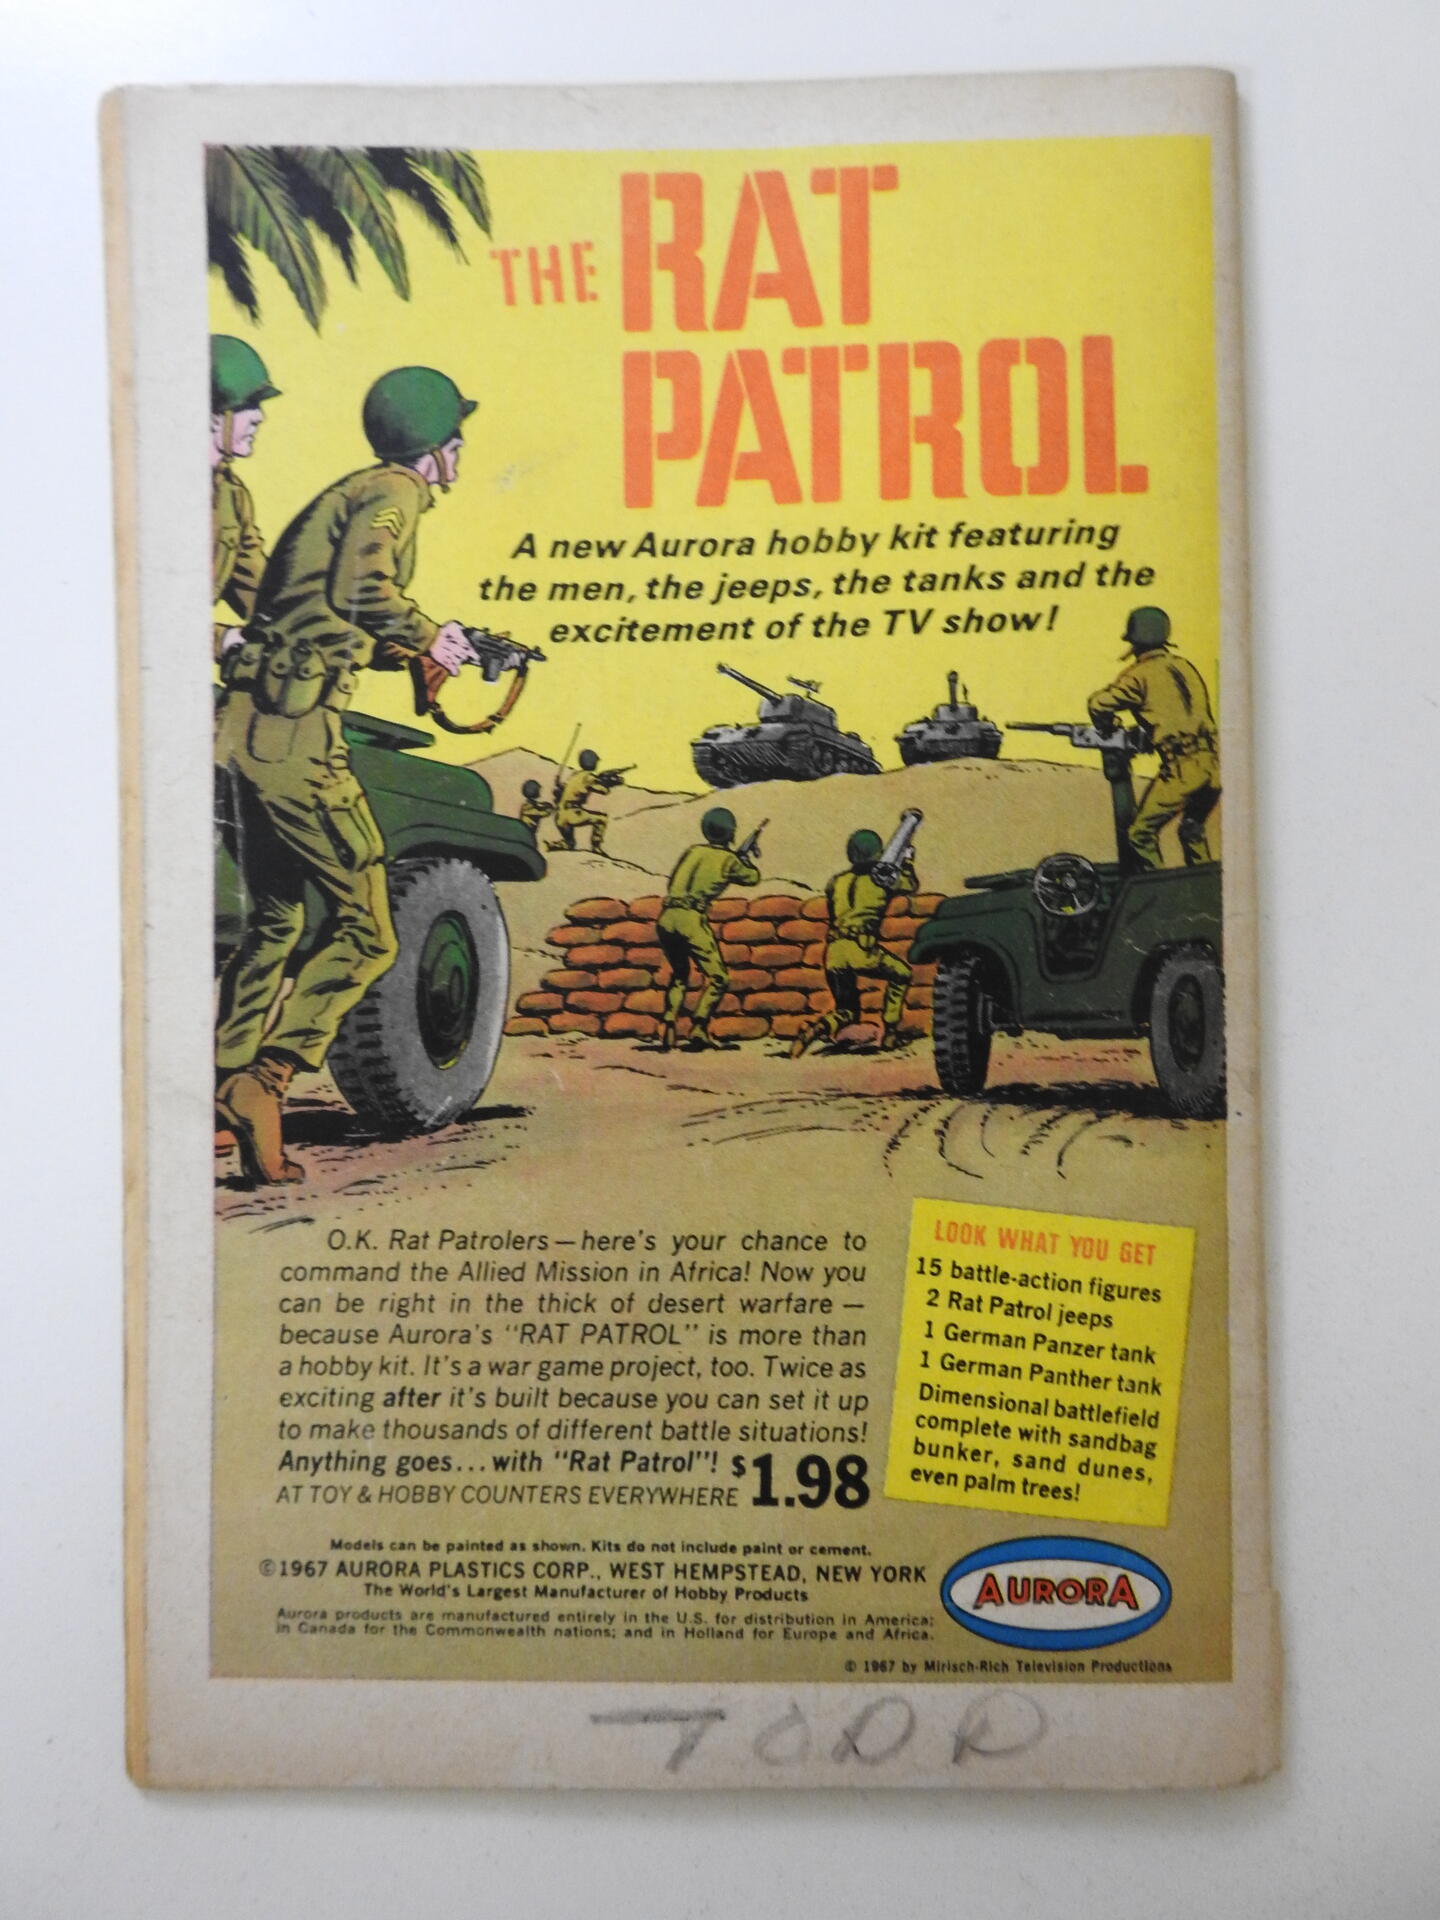 THE RAT
PATROL
A new Aurora hobby kit featuring
the men, the jeeps, the tanks and the
excitement of the TV show!
O.K. Rat Patrolers — here's your chance to
command the Allied Mission in Africa! Now you
can be right in the thick of desert warfare —
because Aurora's "RAT PATROL" is more than
a hobby kit. It's a war game project, too. Twice as
exciting after it's built because you can set it up
to make thousands of different battle situations!
Anything goes... with "Rat Patrol"! $1.98
AT TOY & HOBBY COUNTERS EVERYWHERE
LOOK WHAT YOU GET
15 battle-action figures
2 Rat Patrol jeeps
1 German Panzer tank
1 German Panther tank
Dimensional battlefield
complete with sandbag
bunker, sand dunes,
even palm trees!
Models can be painted as shown. Kits do not include paint or cement.
©1967 AURORA PLASTICS CORP., WEST HEMPSTEAD, NEW YORK
The World's Largest Manufacturer of Hobby Products
Aurora products are manufactured entirely in the U.S. for distribution in America;
in Canada for the Commonwealth nations; and in Holland for Europe and Africa.
AURORA
© 1967 by Mirisch-Rich Television Productions
TODD